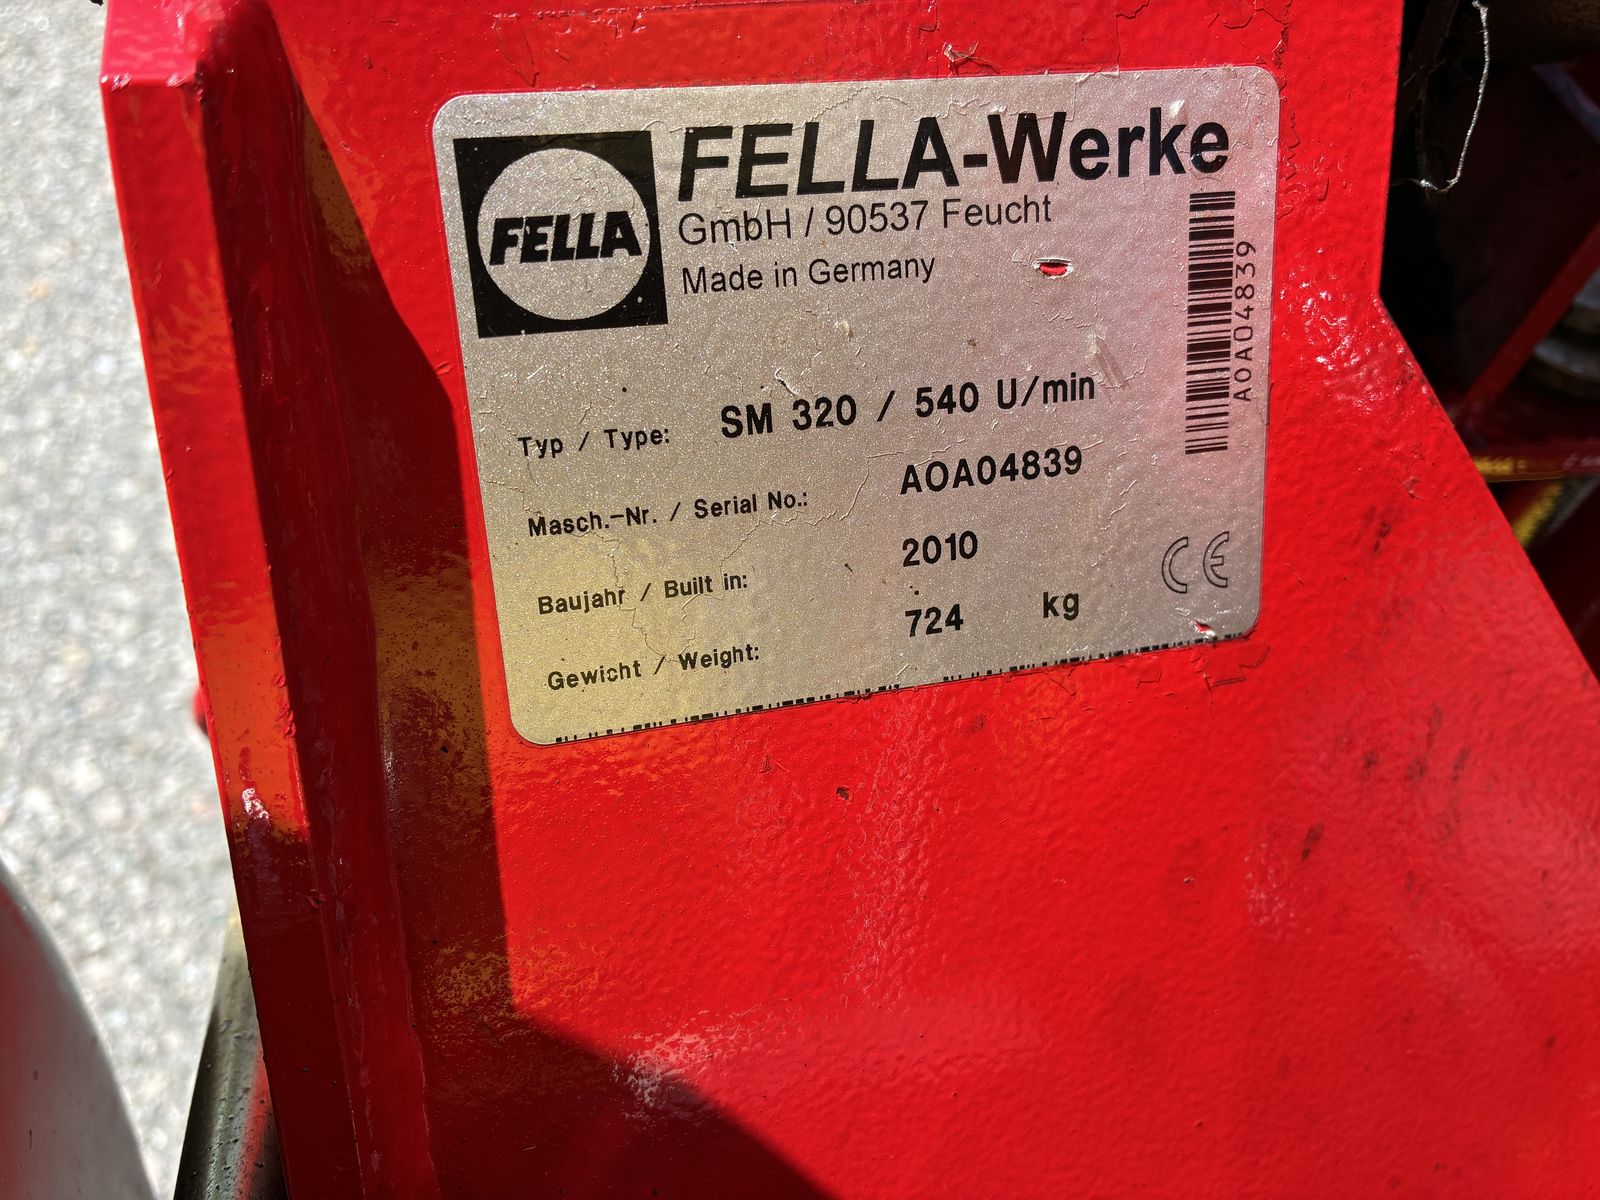 FELLA
FELLA-Werke
GmbH / 90537 Feucht
Made in Germany
Typ / Type: SM 320 / 540 U/min
Masch.-Nr. / Serial No.: AOA04839
Baujahr / Built in: 2010
Gewicht / Weight: 724 kg
CE
AOA04839